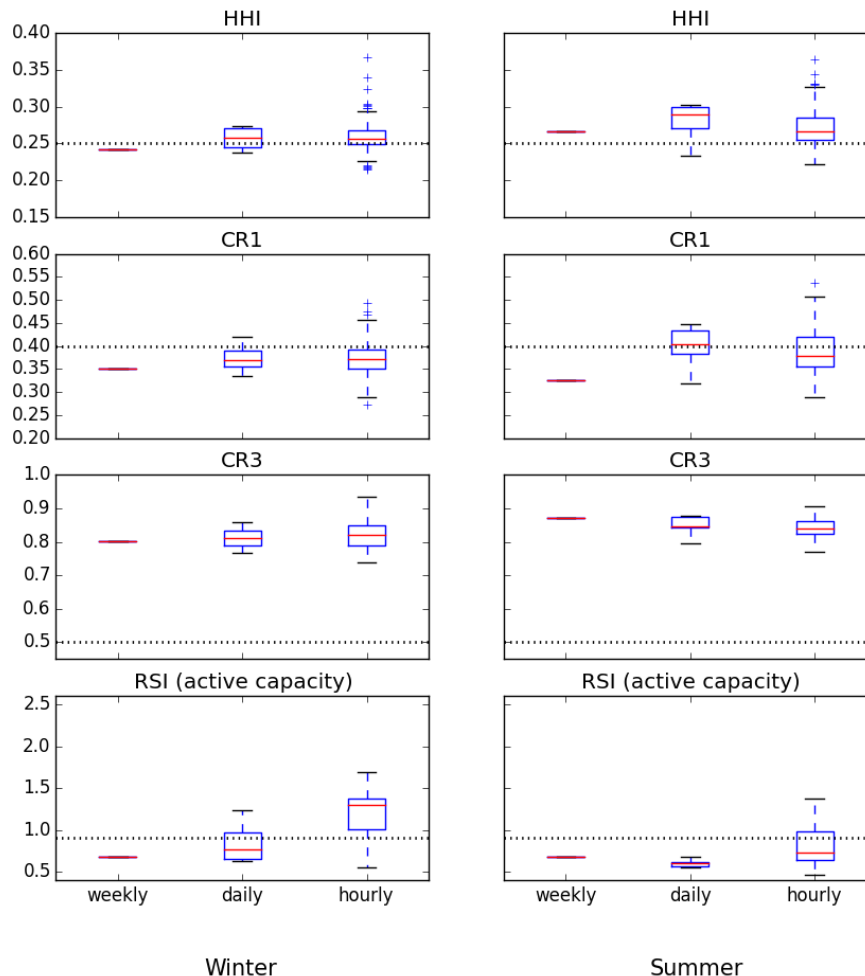 HHI
HHI
0.40
0.35
0.30
0.25
0.20
0.15
CR1
CR1
0.60
0.55
0.50
0.45
0.40
0.35
0.30
0.25
0.20
CR3
CR3
1.0
0.9
0.8
0.7
0.6
0.5
RSI (active capacity)
RSI (active capacity)
2.5
2.0
1.5
1.0
0.5
weekly daily hourly
weekly daily hourly
Winter
Summer